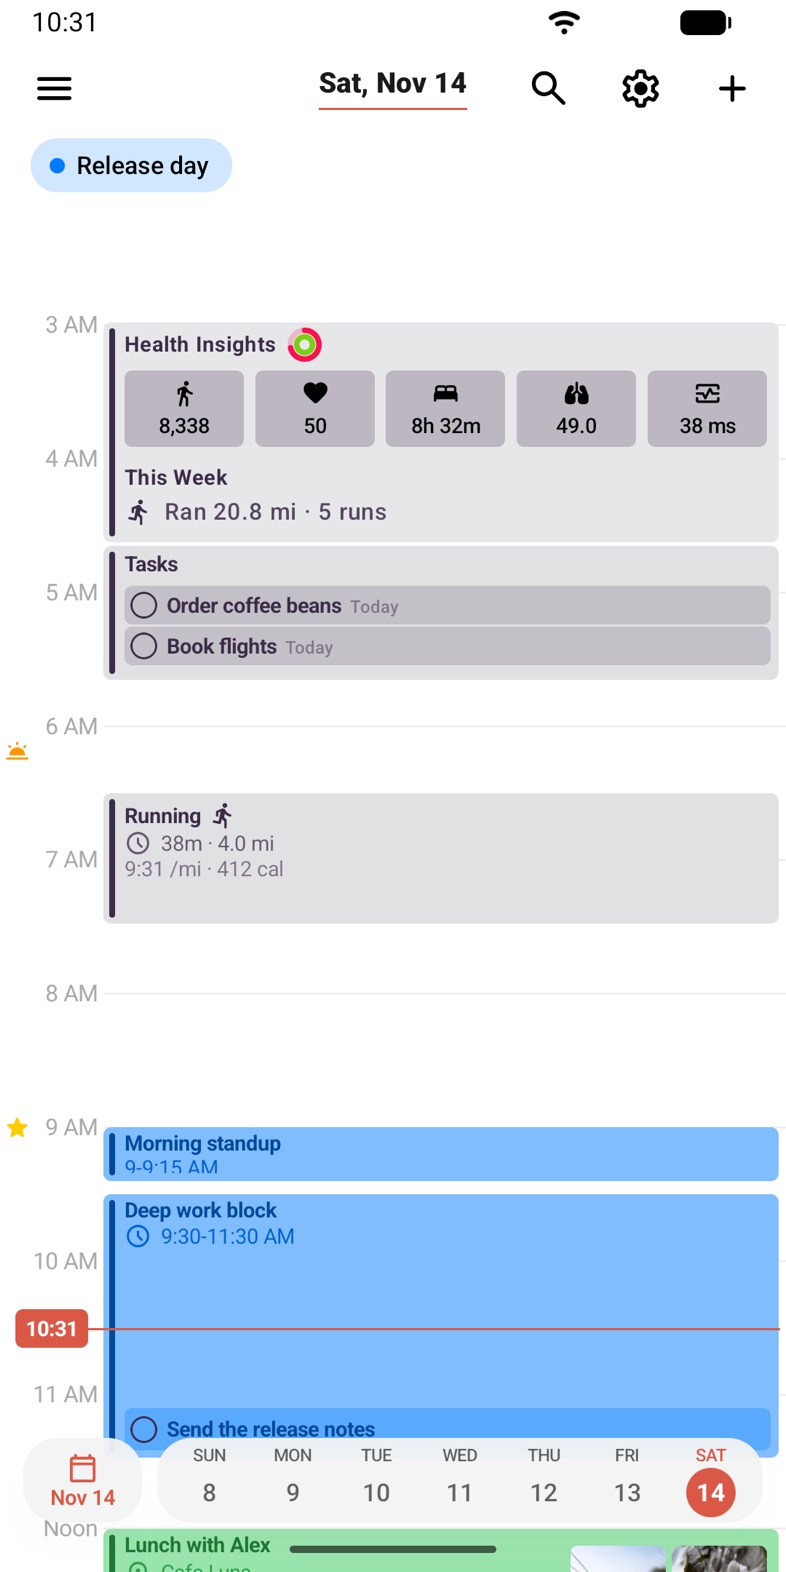 10:31
Sat, Nov 14
Release day
3 AM
Health Insights
8,338
50
8h 32m
49.0
38 ms
4 AM
This Week
Ran 20.8 mi · 5 runs
Tasks
5 AM
Order coffee beans Today
Book flights Today
6 AM
Running
38m · 4.0 mi
7 AM
9:31 /mi · 412 cal
8 AM
9 AM
Morning standup
9-9:15 AM
Deep work block
9:30-11:30 AM
10 AM
10:31
11 AM
Send the release notes
SUN MON TUE WED THU FRI SAT
8 9 10 11 12 13 14
Nov 14
Noon
Lunch with Alex